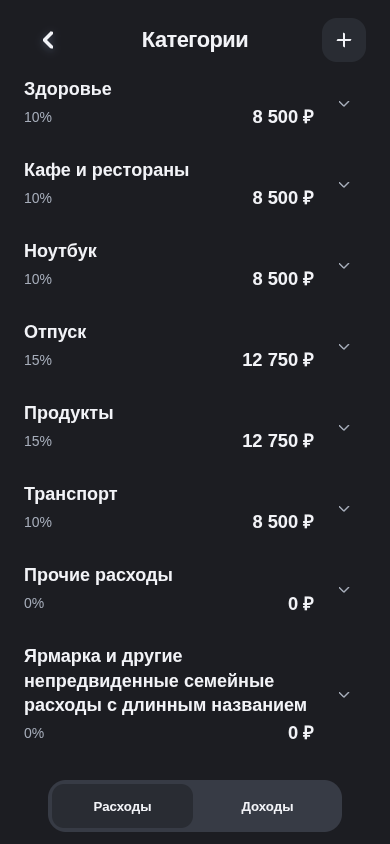 Категории
Здоровье
10%
8 500 ₽
Кафе и рестораны
10%
8 500 ₽
Ноутбук
10%
8 500 ₽
Отпуск
15%
12 750 ₽
Продукты
15%
12 750 ₽
Транспорт
10%
8 500 ₽
Прочие расходы
0%
0 ₽
Ярмарка и другие
непредвиденные семейные
расходы с длинным названием
0%
0 ₽
Расходы
Доходы